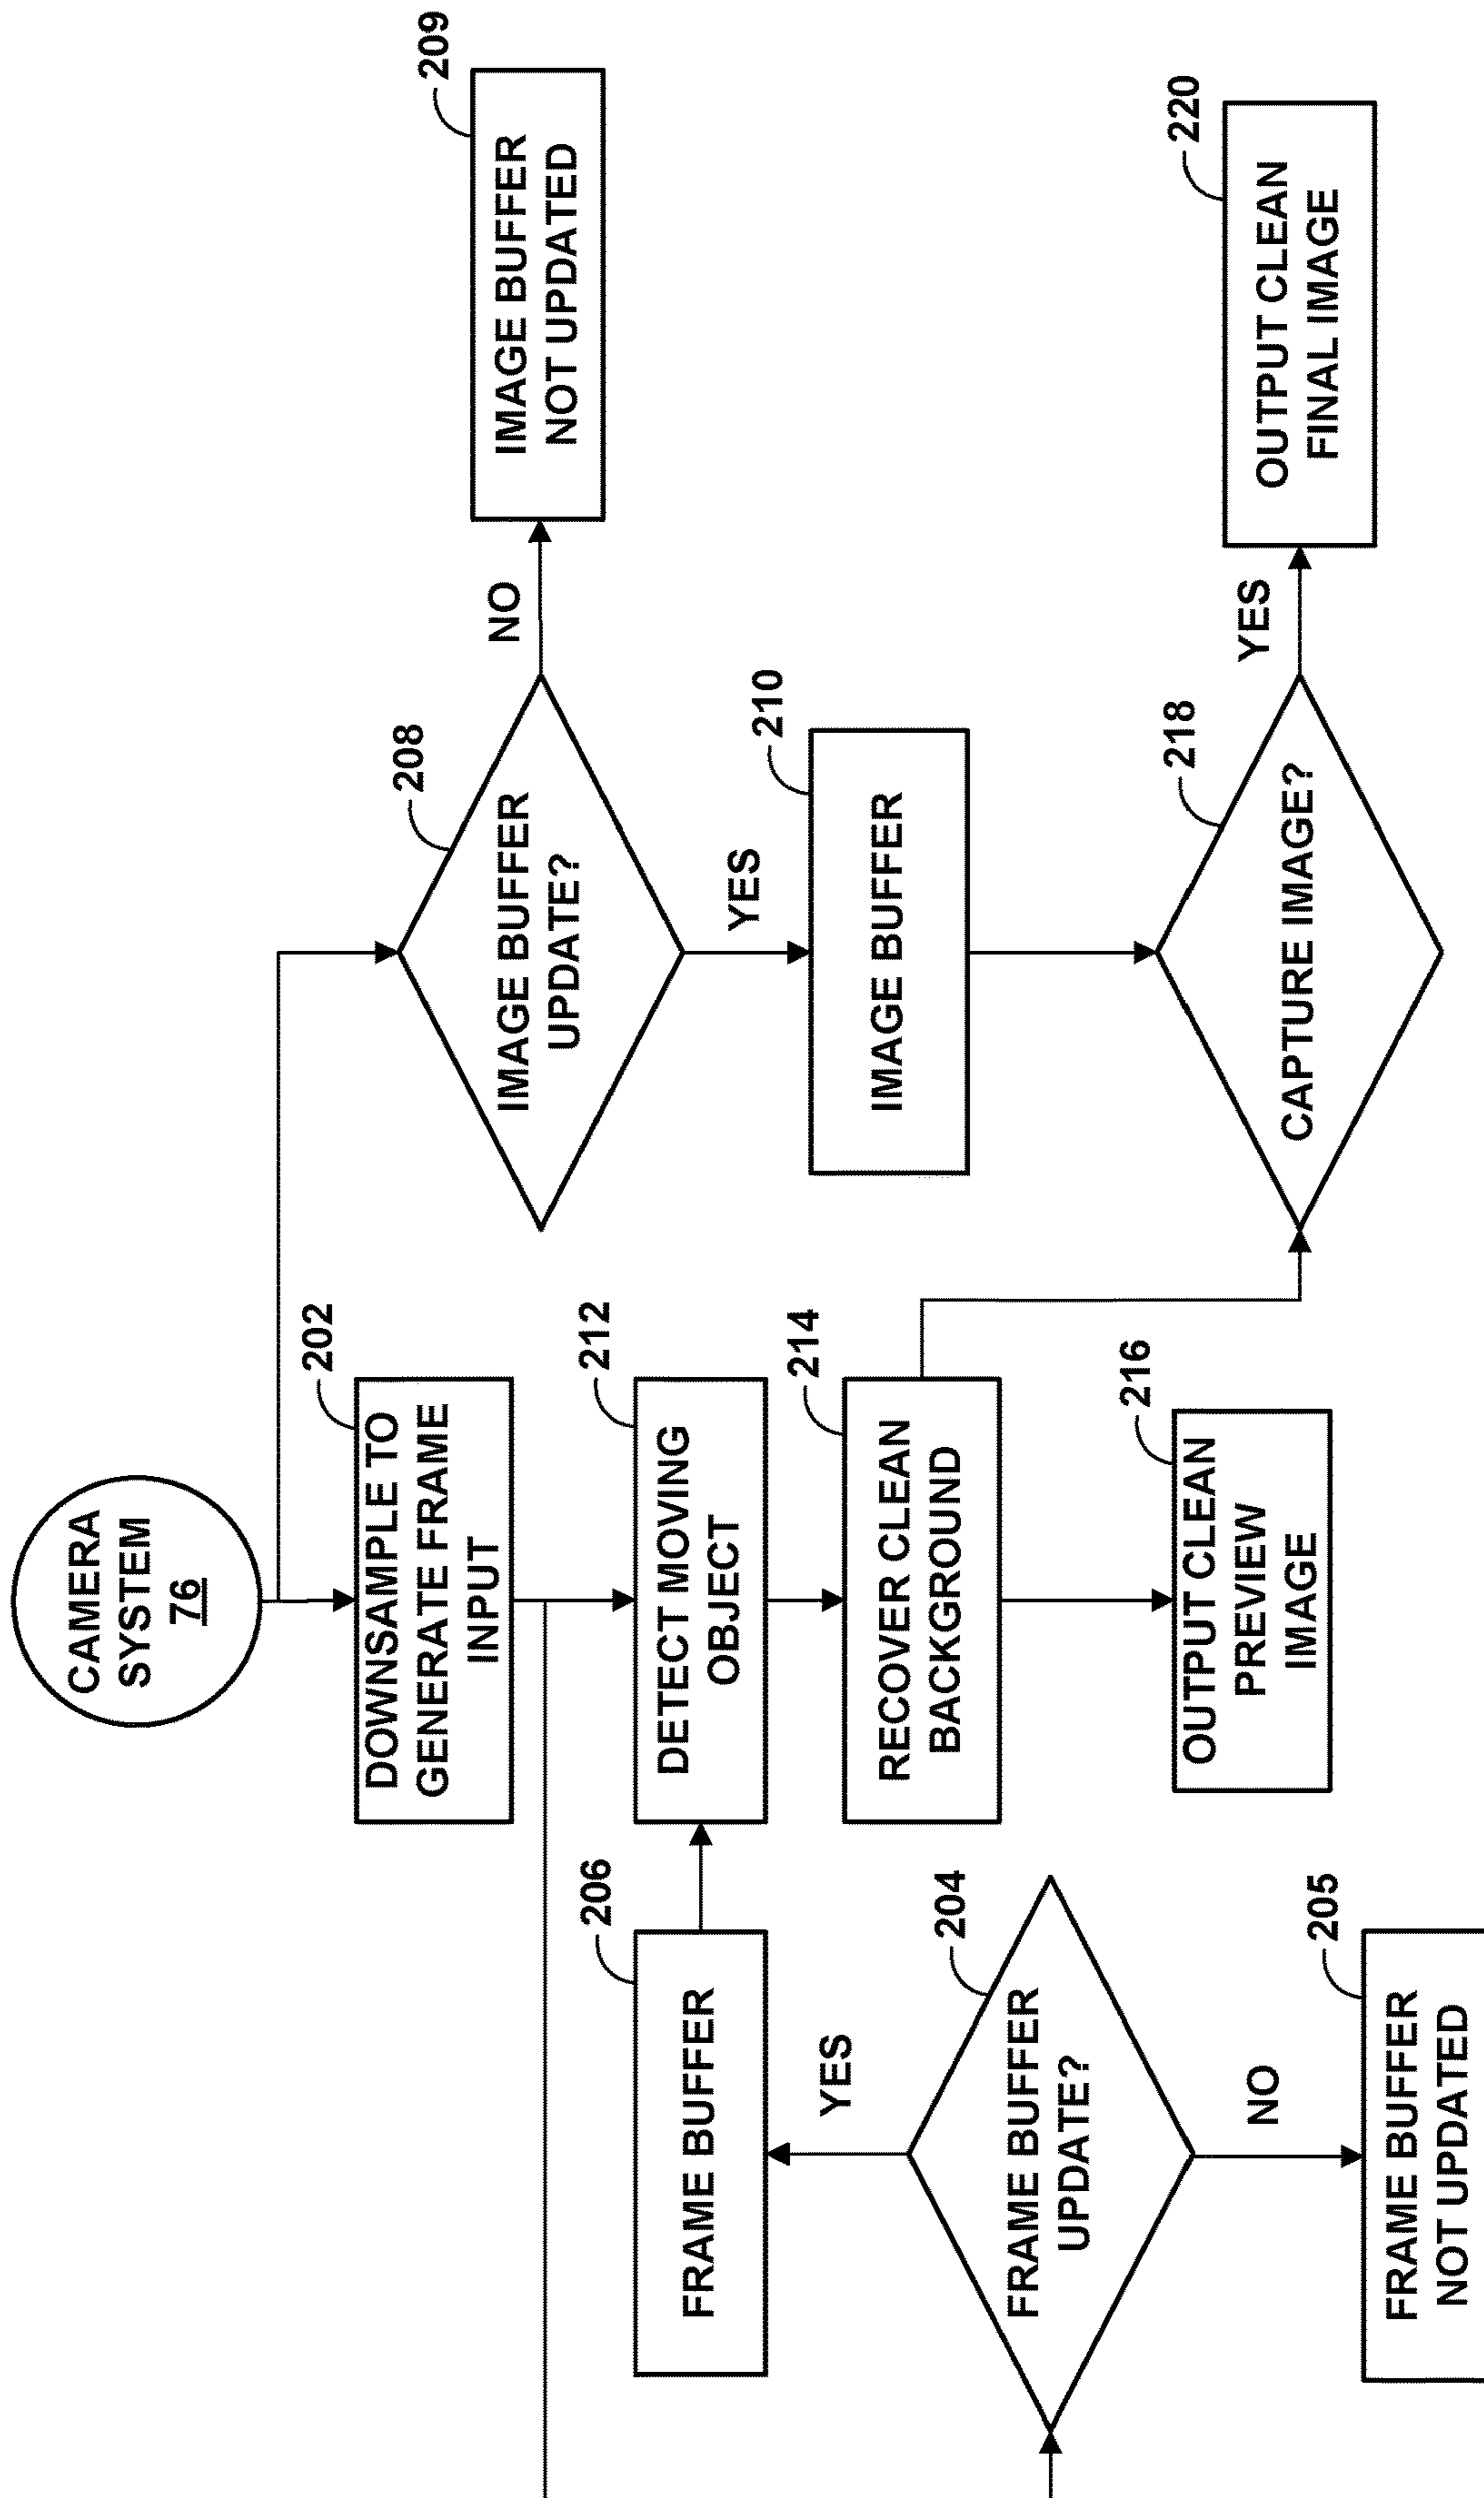 CAMERA
SYSTEM
76
202
DOWNSAMPLE TO
GENERATE FRAME
INPUT
208
IMAGE BUFFER
UPDATE?
NO
209
IMAGE BUFFER
NOT UPDATED
YES
210
IMAGE BUFFER
206
FRAME BUFFER
212
DETECT MOVING
OBJECT
YES
204
FRAME BUFFER
UPDATE?
NO
205
FRAME BUFFER
NOT UPDATED
214
RECOVER CLEAN
BACKGROUND
216
OUTPUT CLEAN
PREVIEW
IMAGE
218
CAPTURE IMAGE?
YES
220
OUTPUT CLEAN
FINAL IMAGE